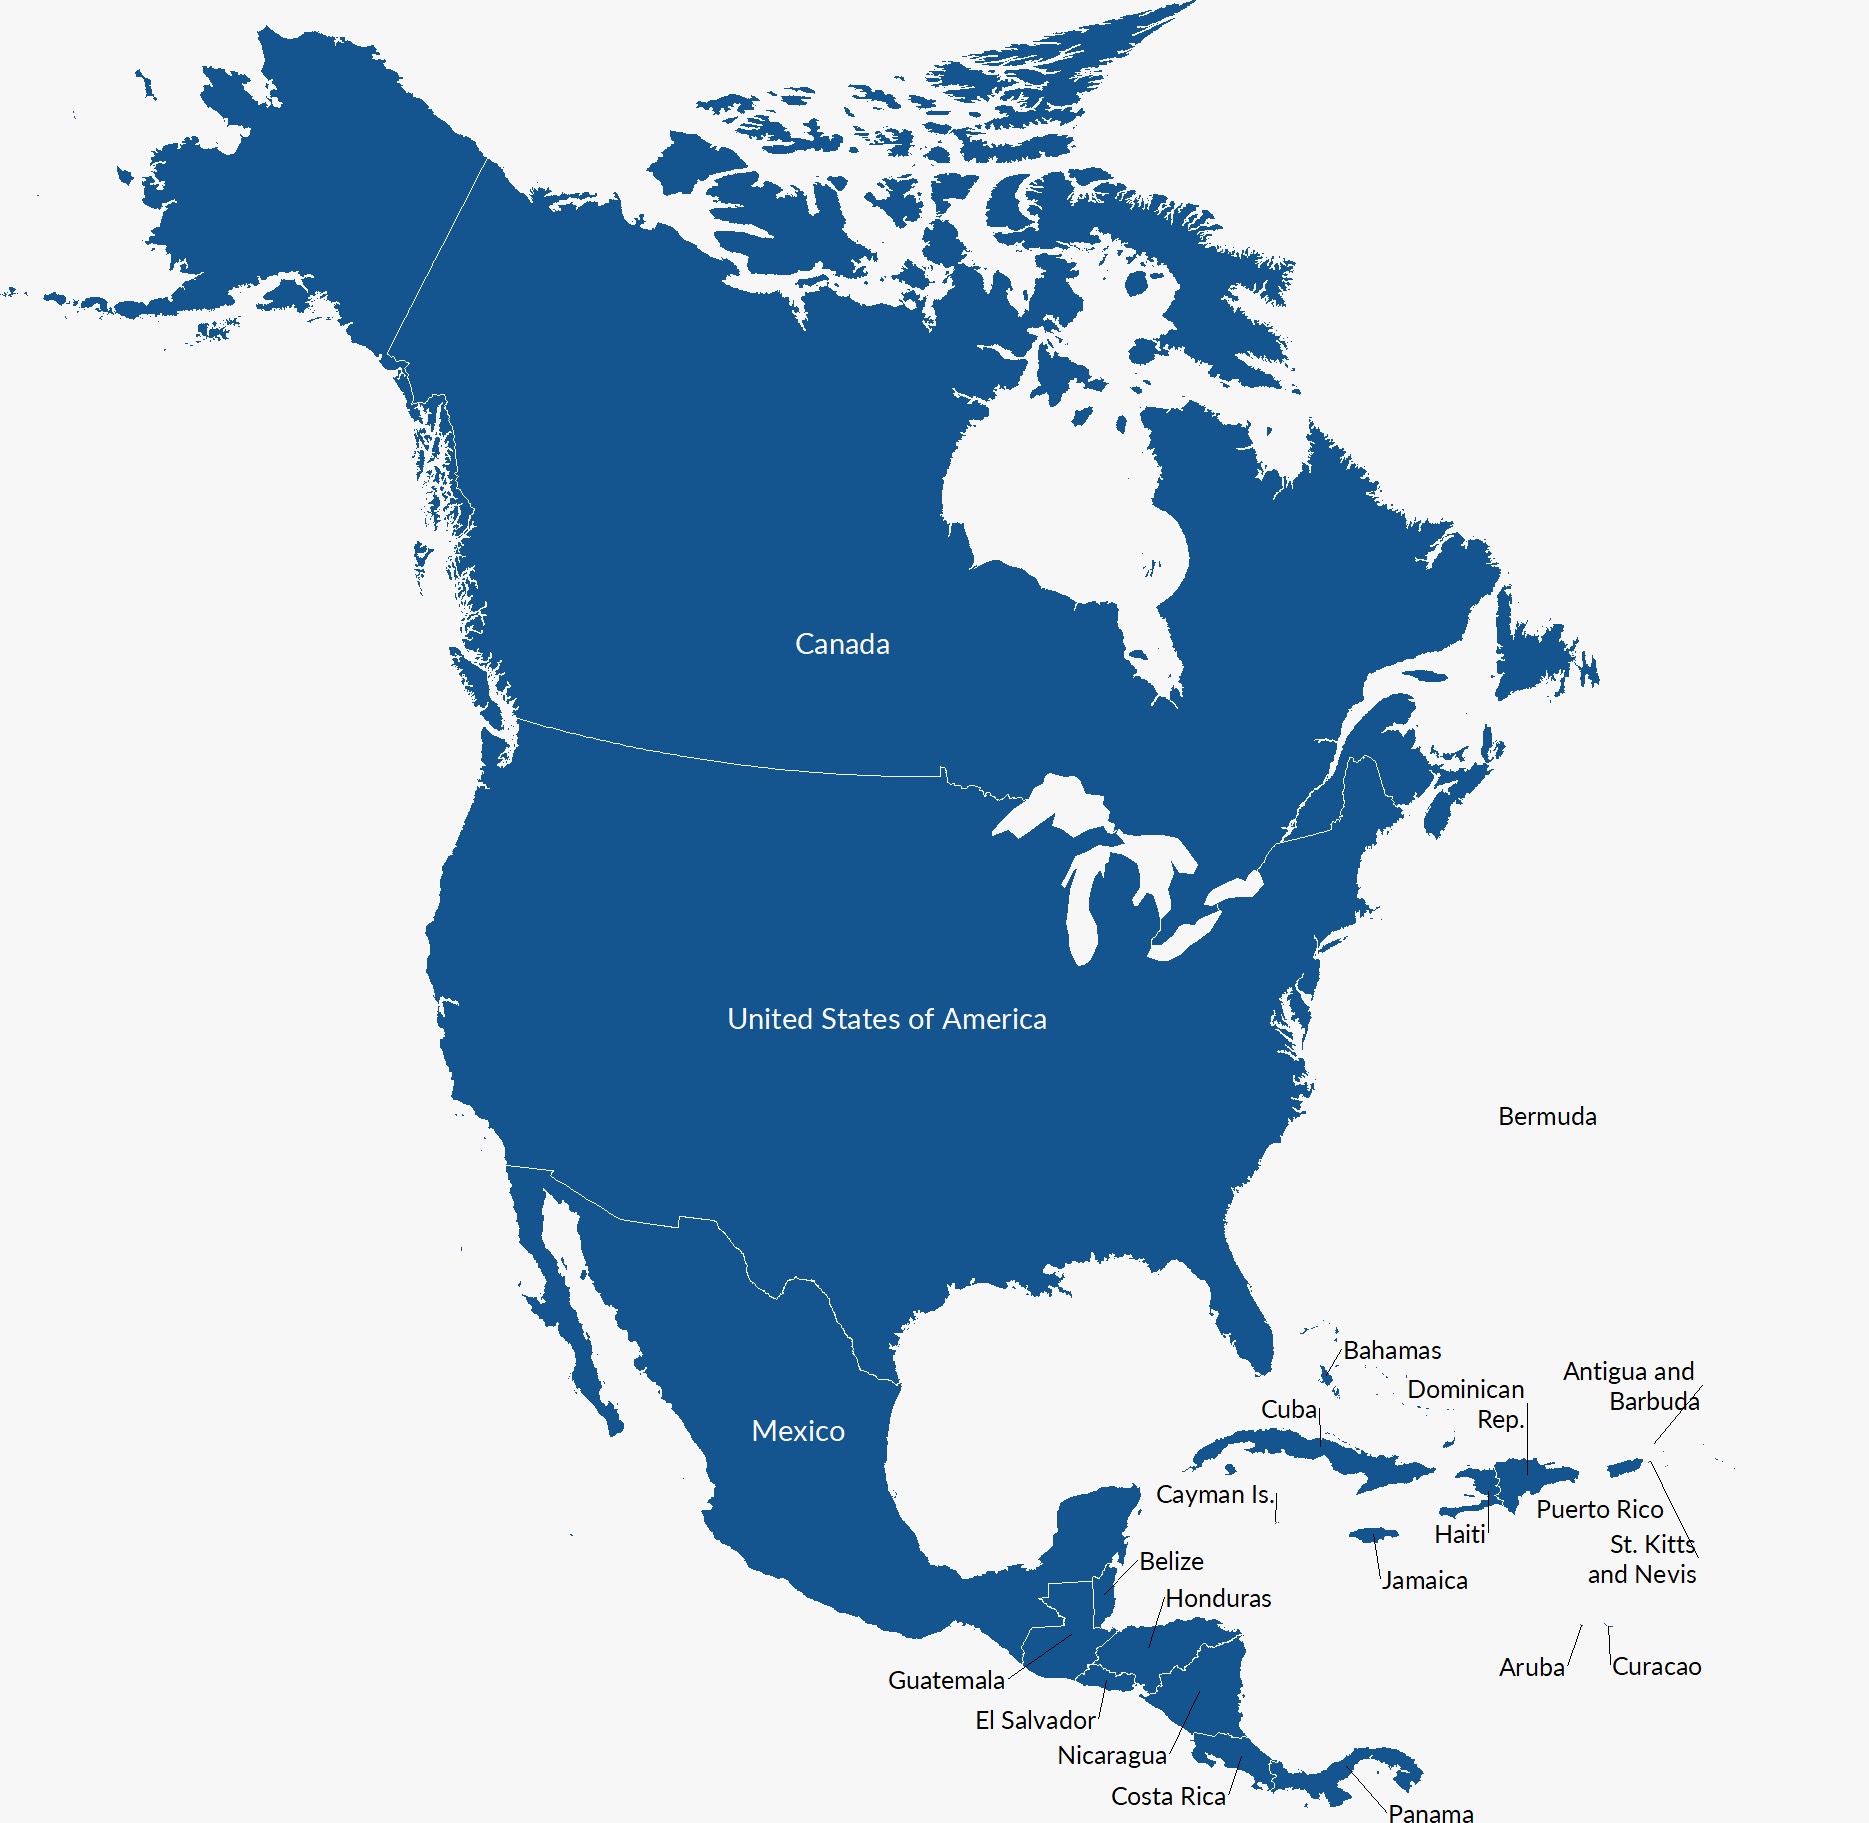 Canada
United States of America
Bermuda
Bahamas
Antigua and
Barbuda
Dominican
Rep.
Cuba
Mexico
Cayman Is.
Puerto Rico
Haiti
St. Kitts
and Nevis
Belize
Jamaica
Honduras
Aruba
Curacao
Guatemala
El Salvador
Nicaragua
Costa Rica
Panama